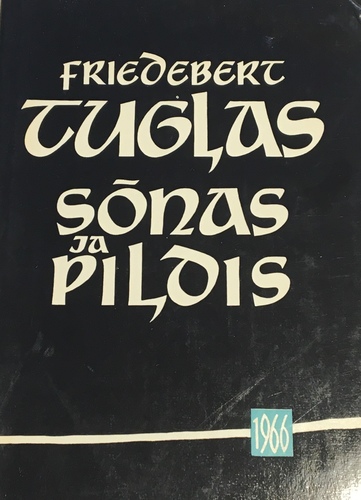 FRIEDEBERT
TUGLAS
SÕNAS
JA
PILDIS
1966